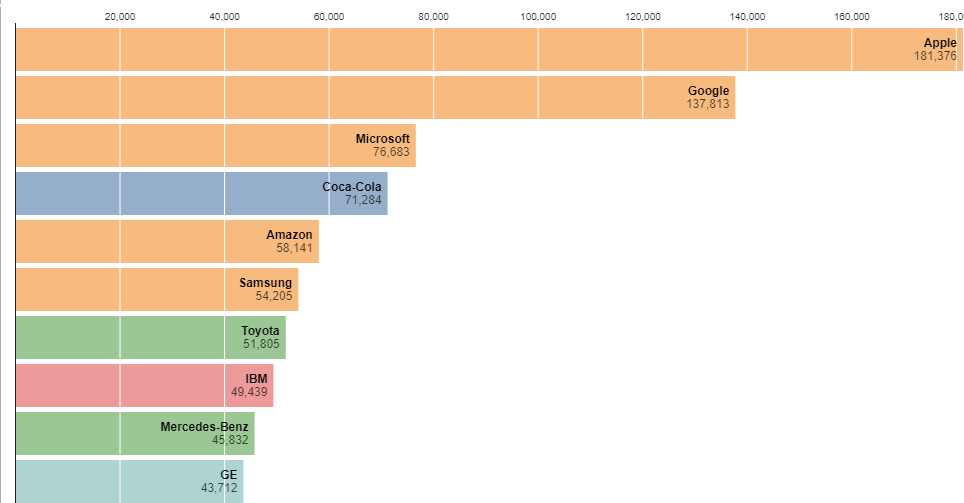 20,000 40,000 60,000 80,000 100,000 120,000 140,000 160,000 180,0
Apple
181,376
Google
137,813
Microsoft
76,683
Coca-Cola
71,284
Amazon
58,141
Samsung
54,205
Toyota
51,805
IBM
49,439
Mercedes-Benz
45,832
GE
43,712